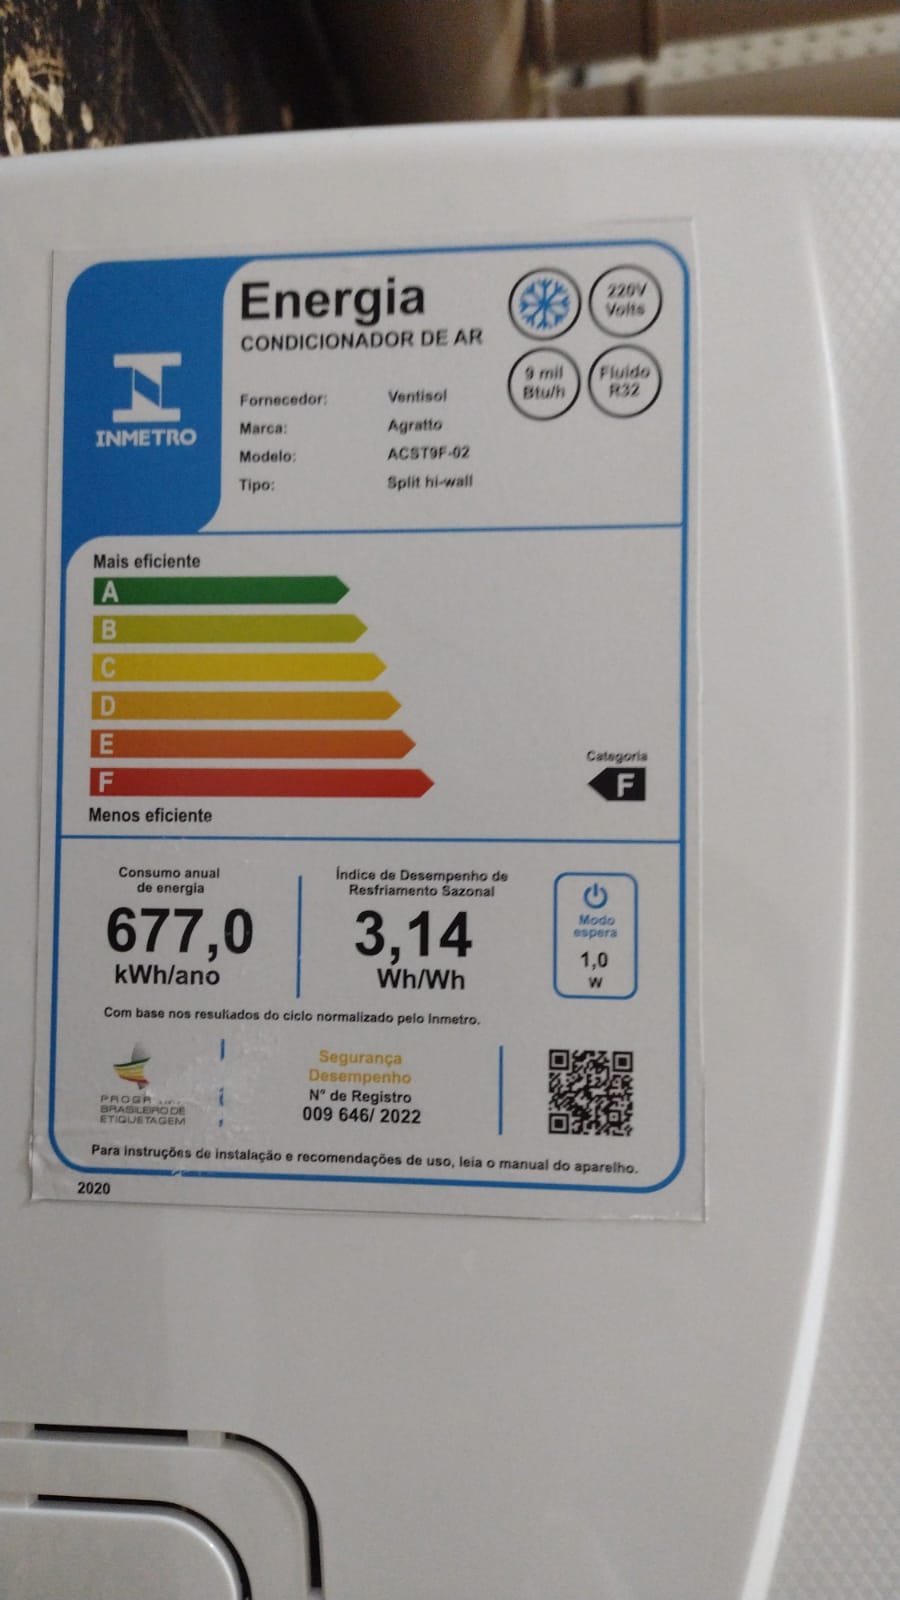 INMETRO
Energia
CONDICIONADOR DE AR
220V
Volts
9 mil
Btu/h
Fluido
R32
Fornecedor: Ventisol
Marca: Agratto
Modelo: ACST9F-02
Tipo: Split hi-wall
Mais eficiente
A
B
C
D
E
F
Menos eficiente
Categoria
F
Consumo anual
de energia
677,0
kWh/ano
Índice de Desempenho de
Resfriamento Sazonal
3,14
Wh/Wh
Modo
espera
1,0
W
Com base nos resultados do ciclo normalizado pelo Inmetro.
BRASILEIRO DE
ETIQUETAGEM
Segurança
Desempenho
N° de Registro
009 646/ 2022
Para instruções de instalação e recomendações de uso, leia o manual do aparelho.
2020